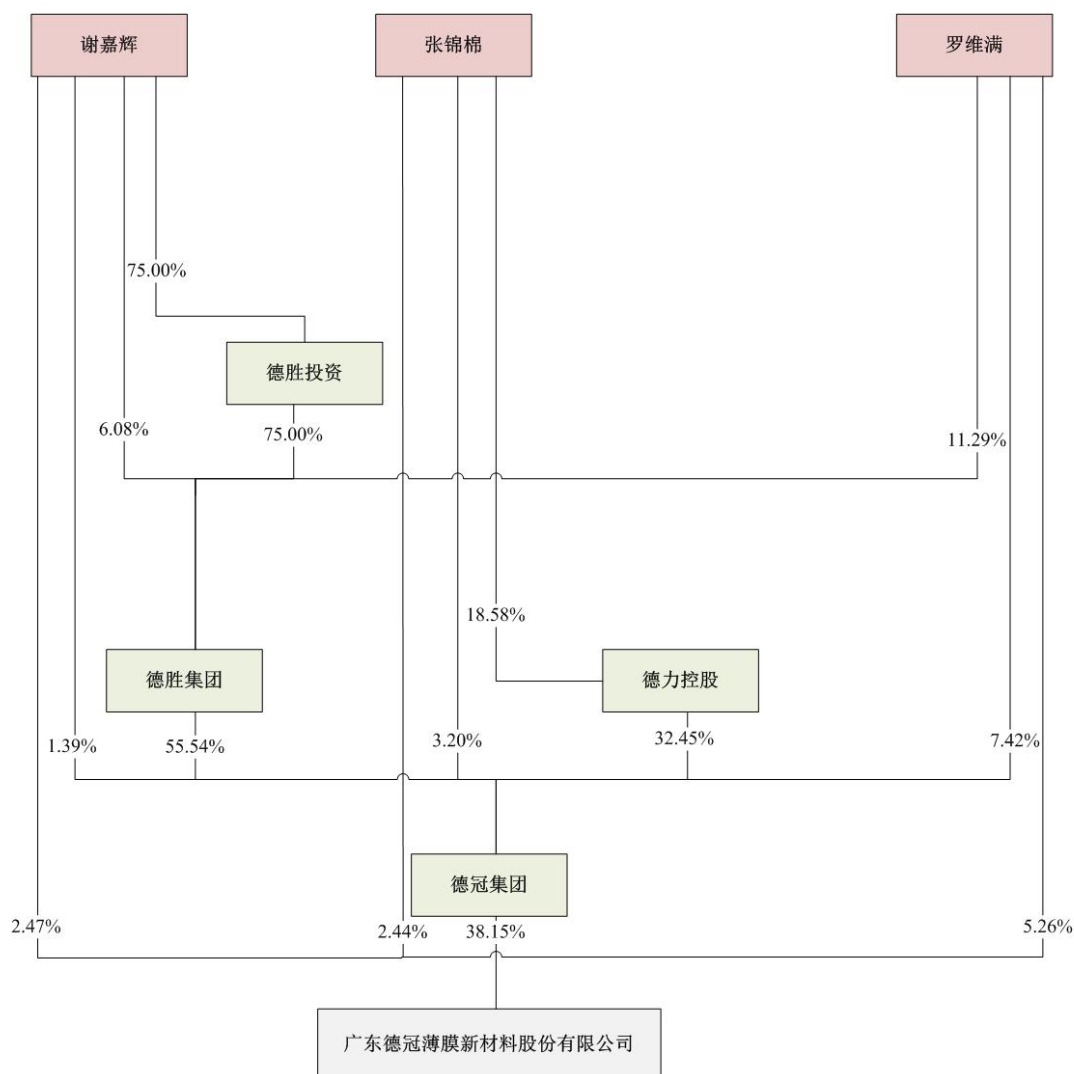 谢嘉辉
张锦棉
罗维满
75.00%
德胜投资
6.08%
75.00%
11.29%
18.58%
德胜集团
德力控股
1.39%
55.54%
3.20%
32.45%
7.42%
德冠集团
2.47%
2.44%
38.15%
5.26%
广东德冠薄膜新材料股份有限公司